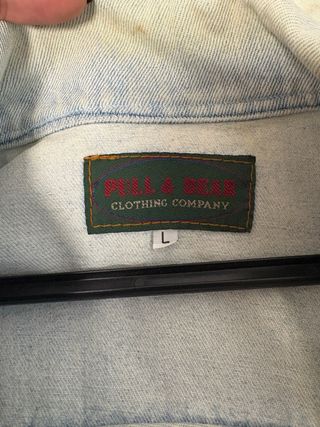 PULL & BEAR
CLOTHING COMPANY
L